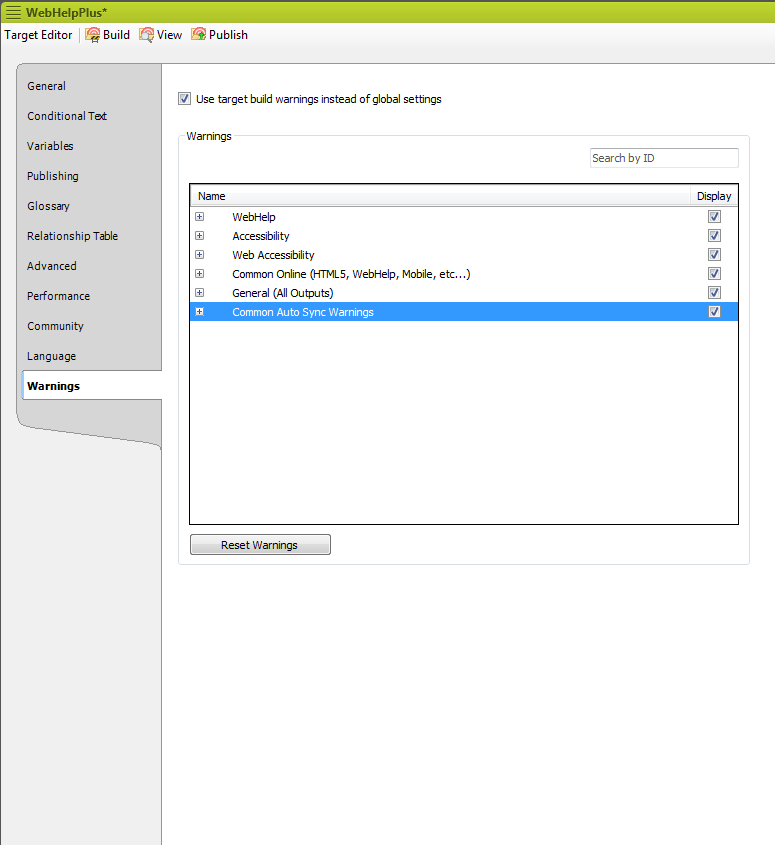 WebHelpPlus*
Target Editor Build View Publish
General
Conditional Text
Variables
Publishing
Glossary
Relationship Table
Advanced
Performance
Community
Language
Warnings
Use target build warnings instead of global settings
Warnings
Search by ID
Name Display
WebHelp
Accessibility
Web Accessibility
Common Online (HTML5, WebHelp, Mobile, etc...)
General (All Outputs)
Common Auto Sync Warnings
Reset Warnings